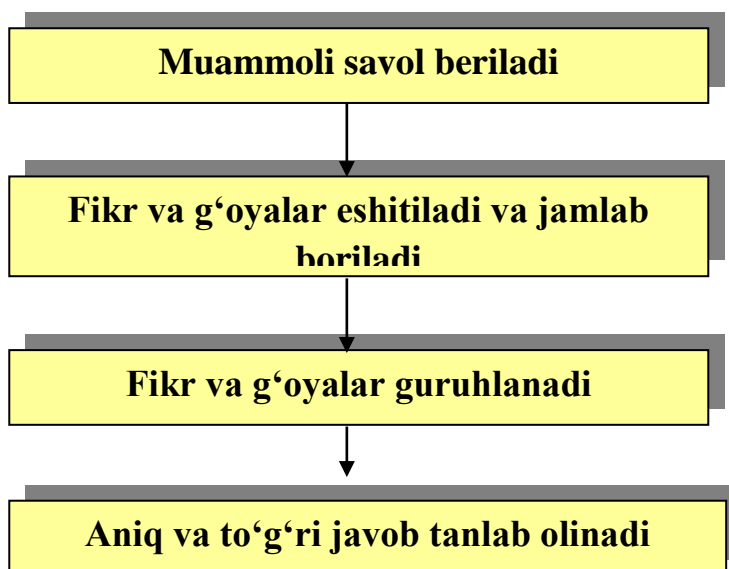 Muammoli savol beriladi
Fikr va g‘oyalar eshitiladi va jamlab
boriladi
Fikr va g‘oyalar guruhlanadi
Aniq va to‘g‘ri javob tanlab olinadi